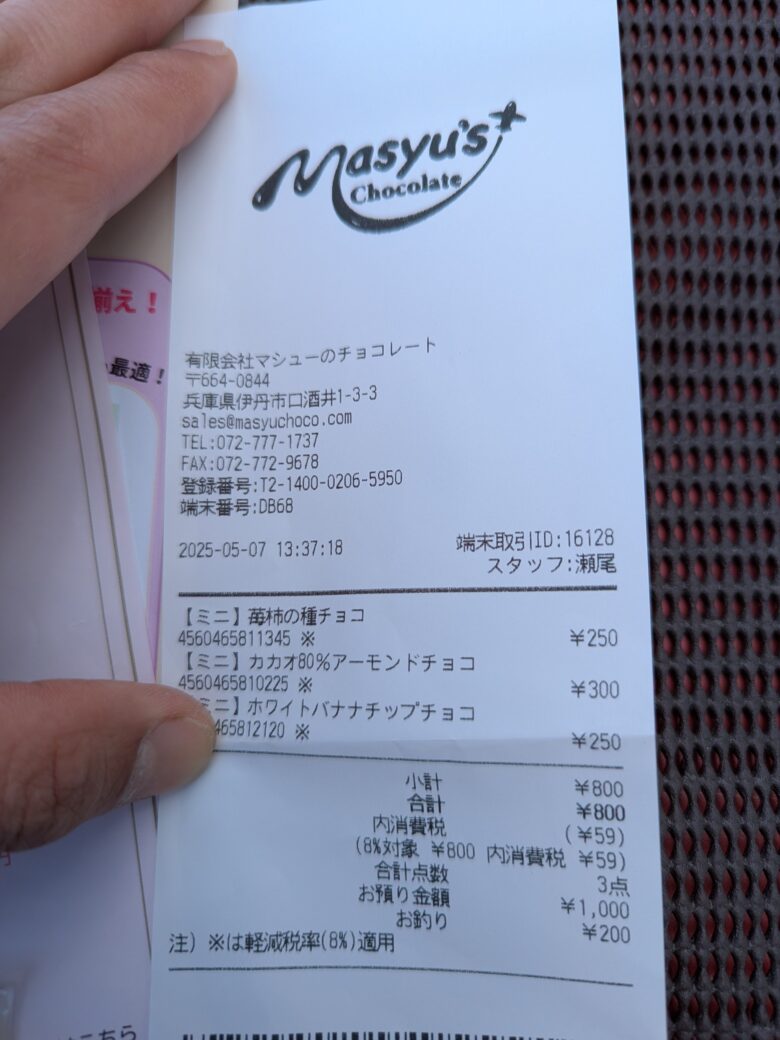 Masyu's
Chocolate
揃え！
最適！
有限会社マシューのチョコレート
〒664-0844
兵庫県伊丹市口酒井1-3-3
sales@masyuchoco.com
TEL:072-777-1737
FAX:072-772-9678
登録番号:T2-1400-0206-5950
端末番号:DB68
2025-05-07 13:37:18 端末取引ID:16128
スタッフ:瀬尾
【ミニ】苺柿の種チョコ
4560465811345 ※ ¥250
【ミニ】カカオ80%アーモンドチョコ
4560465810225 ※ ¥300
ミニ】ホワイトバナナチップチョコ
465812120 ※ ¥250
小計 ¥800
合計 ¥800
内消費税 (¥59)
(8%対象 ¥800 内消費税 ¥59)
合計点数 3点
お預り金額 ¥1,000
お釣り ¥200
注) ※は軽減税率(8%)適用
こちら